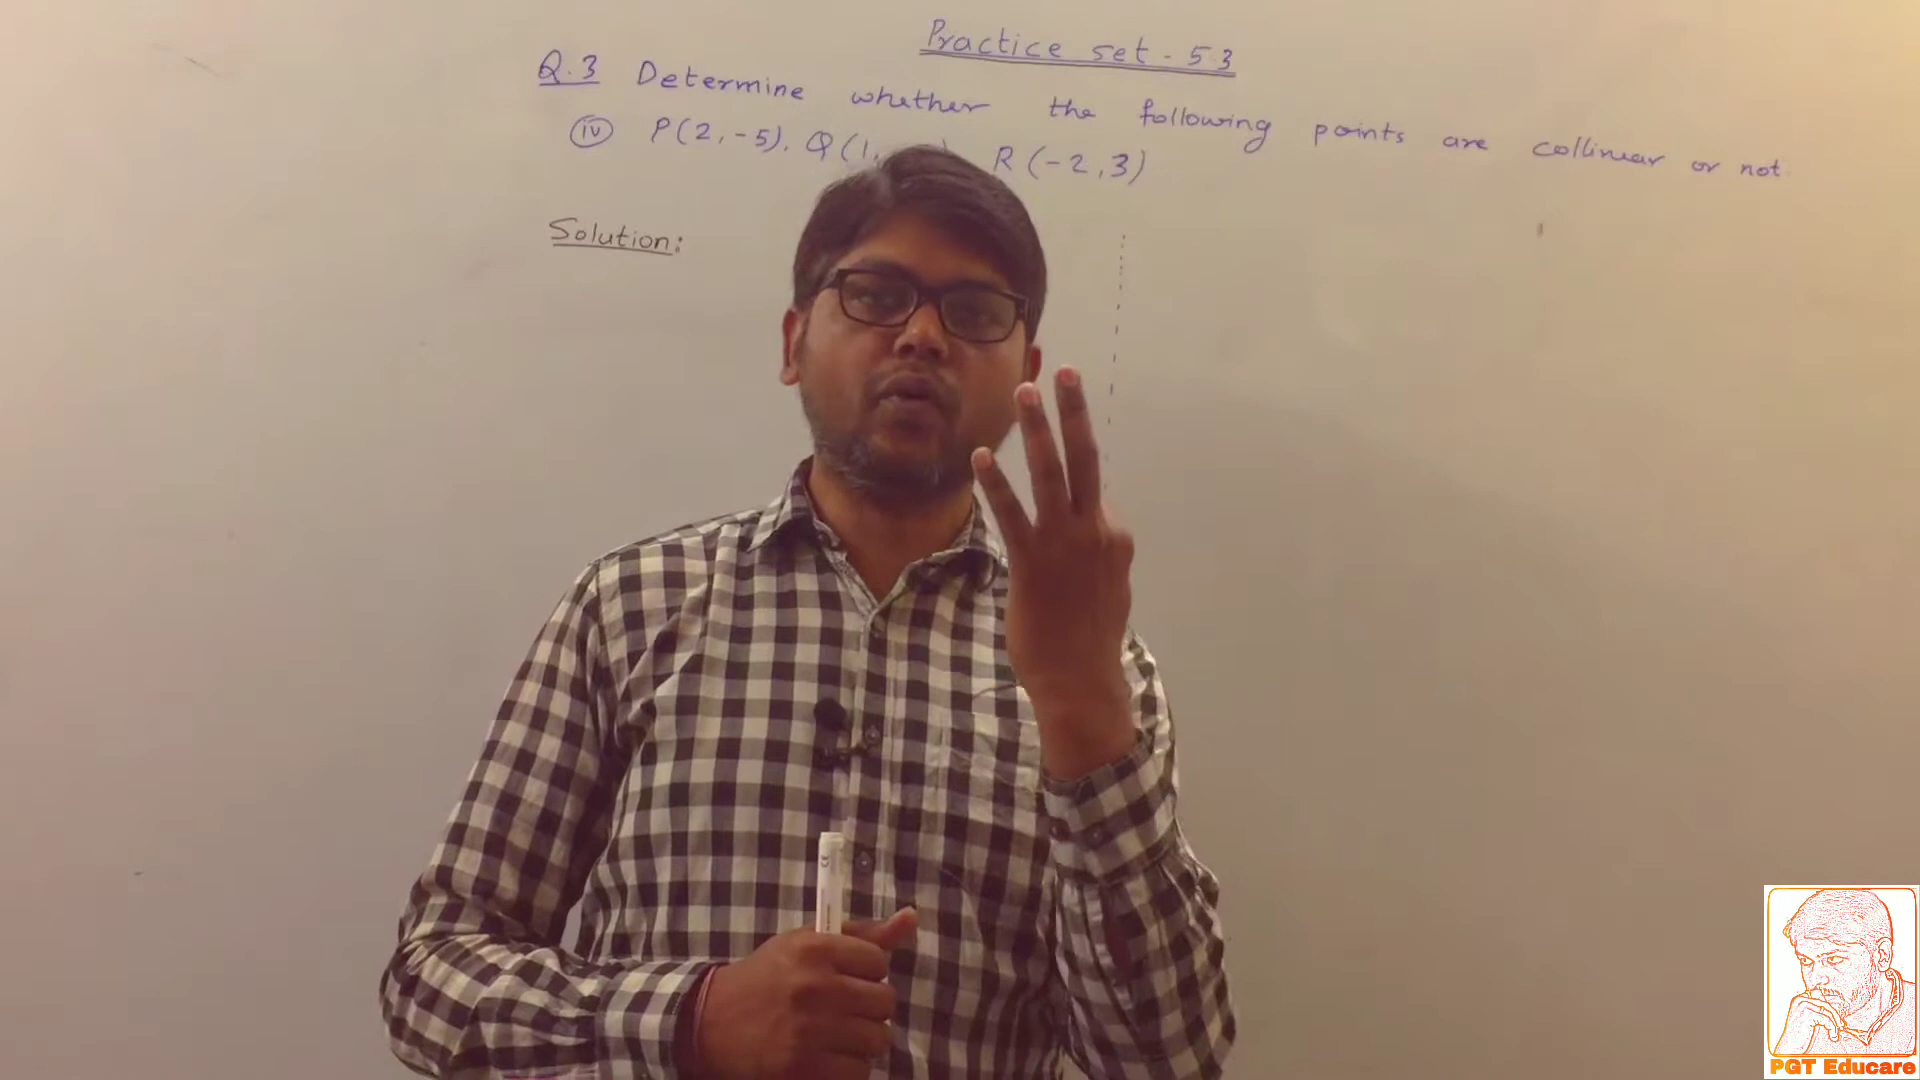 Practice set - 5.3
Q.3 Determine whether the following points are collinear or not.
(iv) P(2, -5), Q(1, R(-2, 3)
Solution:
PGT Educare